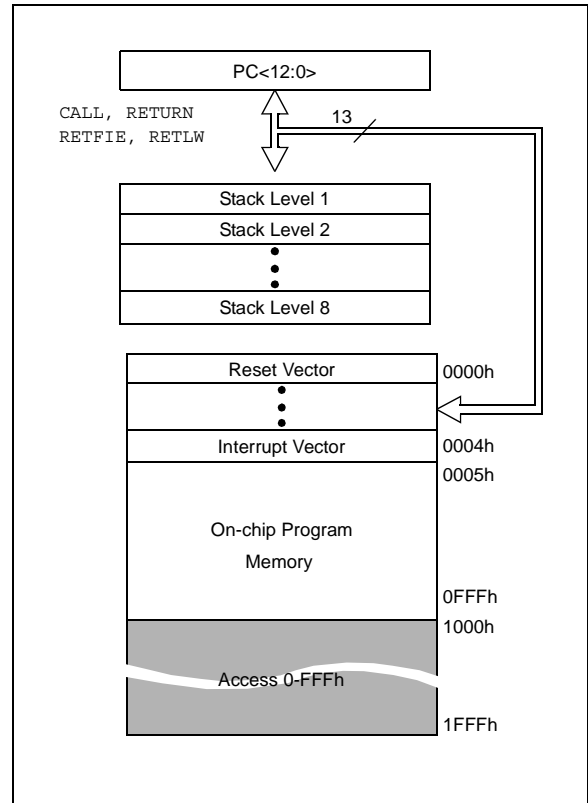 PC<12:0>
CALL, RETURN
RETFIE, RETLW
13
Stack Level 1
Stack Level 2
Stack Level 8
Reset Vector
0000h
Interrupt Vector
0004h
0005h
On-chip Program
Memory
0FFFh
1000h
Access 0-FFFh
1FFFh